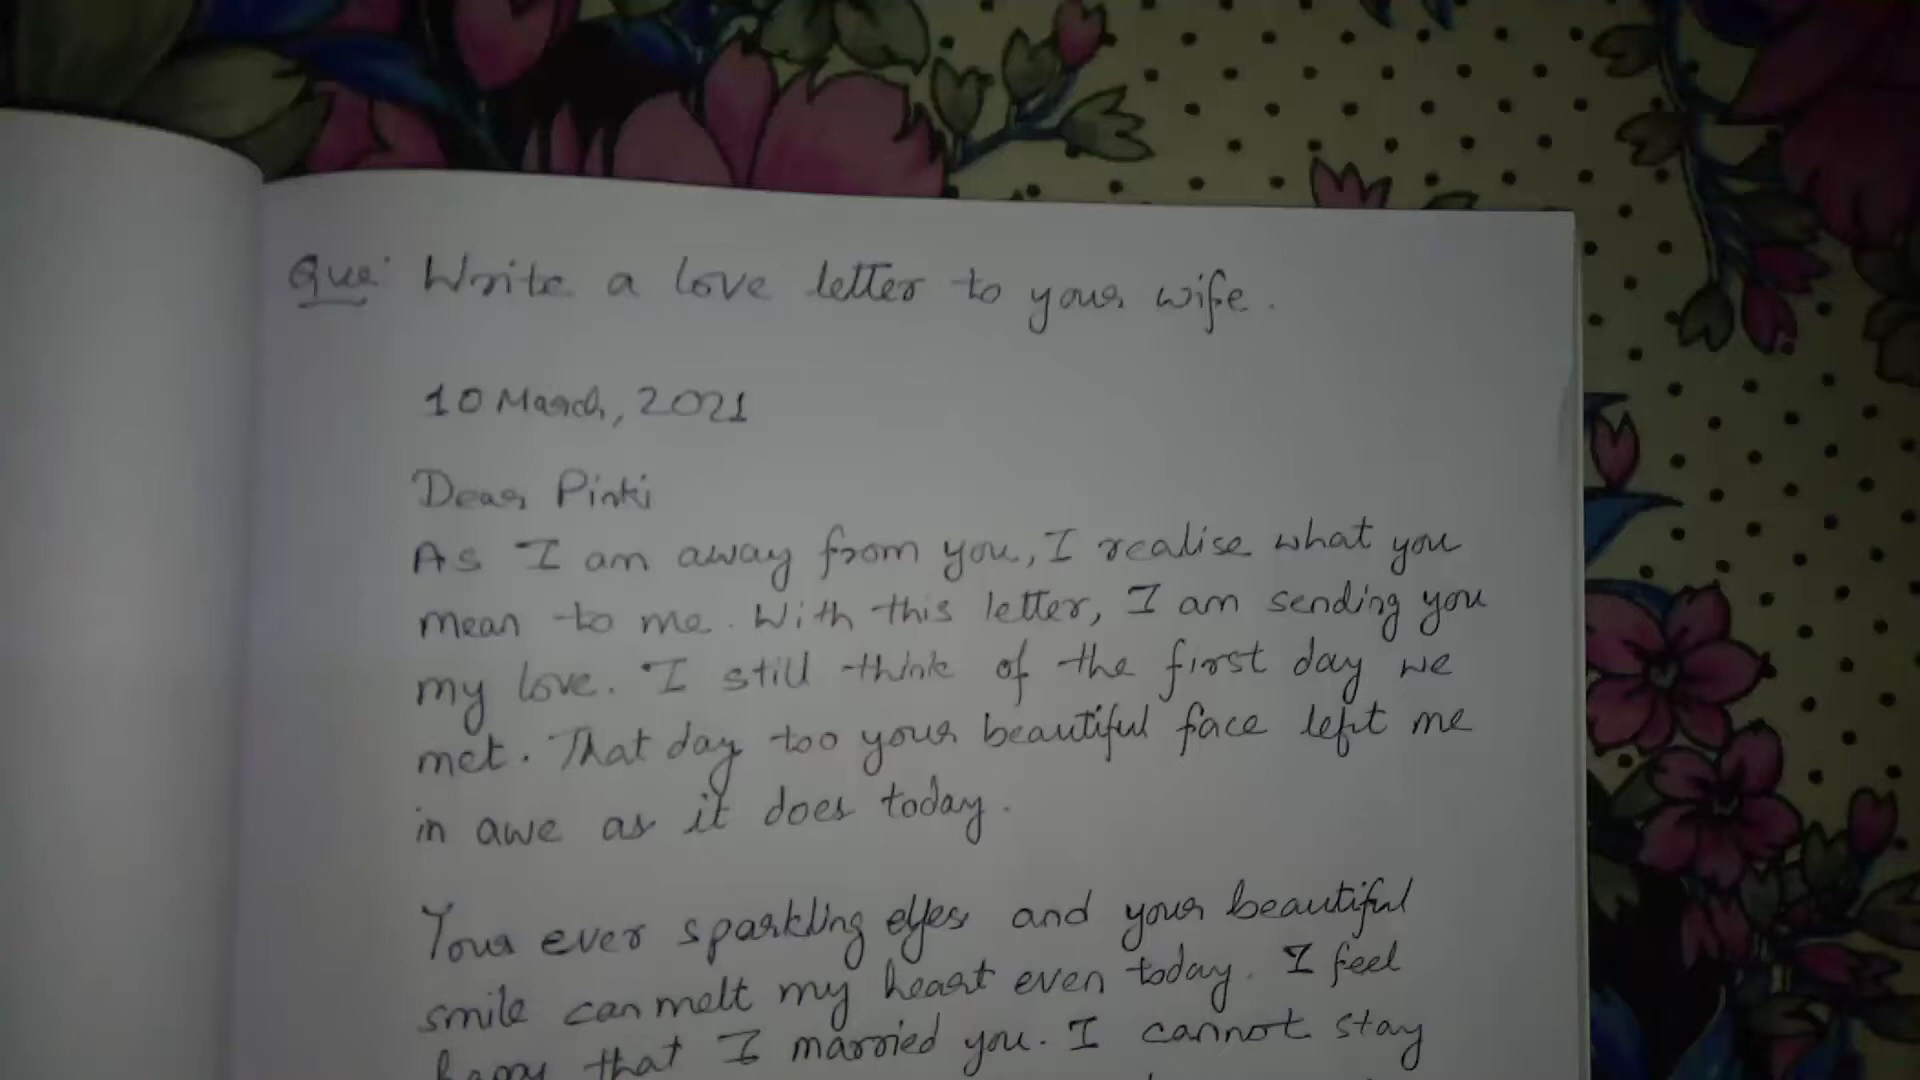 Que: Write a love letter to your wife.
10 March, 2021
Dear Pinki
As I am away from you, I realise what you
mean to me. With this letter, I am sending you
my love. I still think of the first day we
met. That day too your beautiful face left me
in awe as it does today.
Your ever sparkling eyes and your beautiful
smile can melt my heart even today. I feel
happy that I married you. I cannot stay